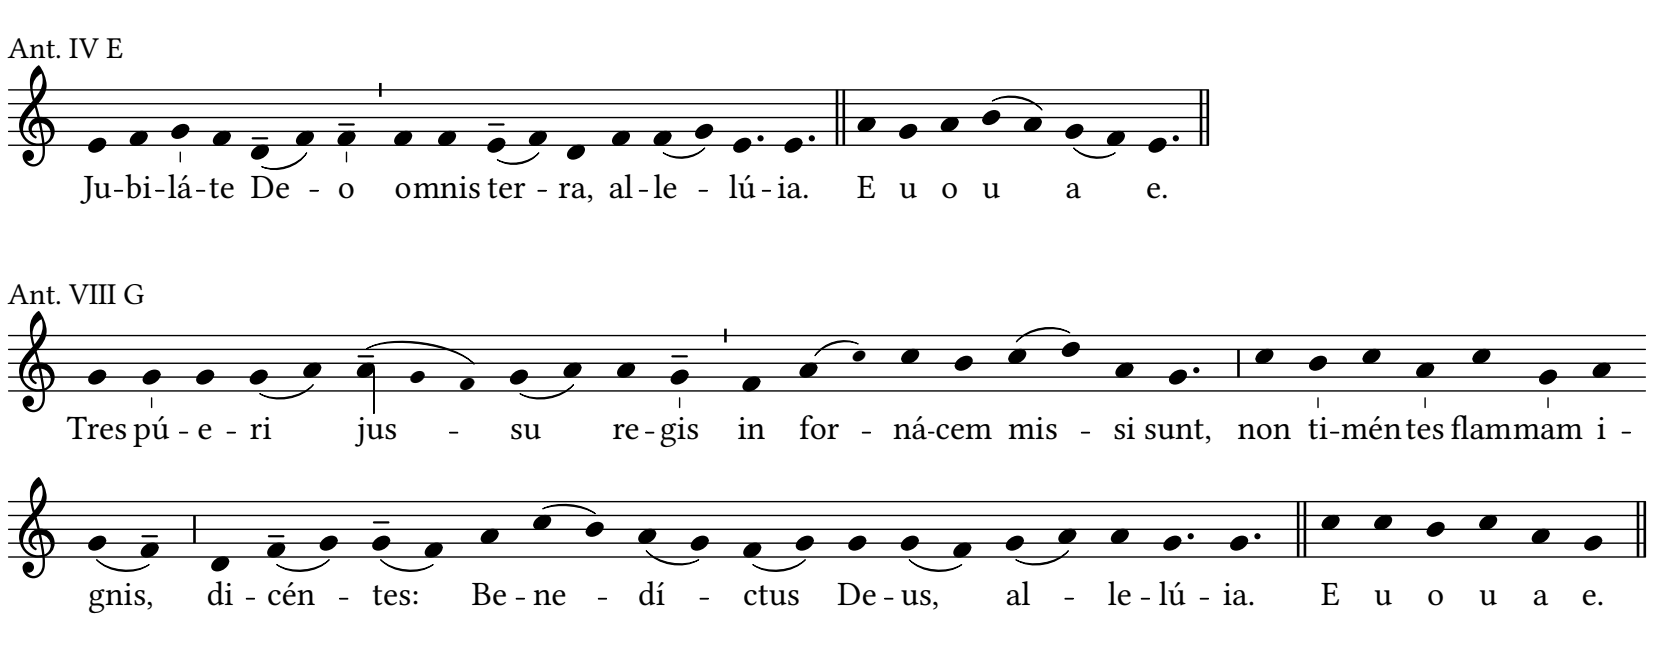 Ant. IV E
Ju-bi-lá-te De - o omnis ter - ra, al-le - lú-ia. E u o u a e.
Ant. VIII G
Tres pú - e - ri jus - su re-gis in for - ná-cem mis - si sunt, non ti-mén tes flammam i -
gnis, di - cén - tes: Be - ne - dí - ctus De - us, al - le - lú - ia. E u o u a e.